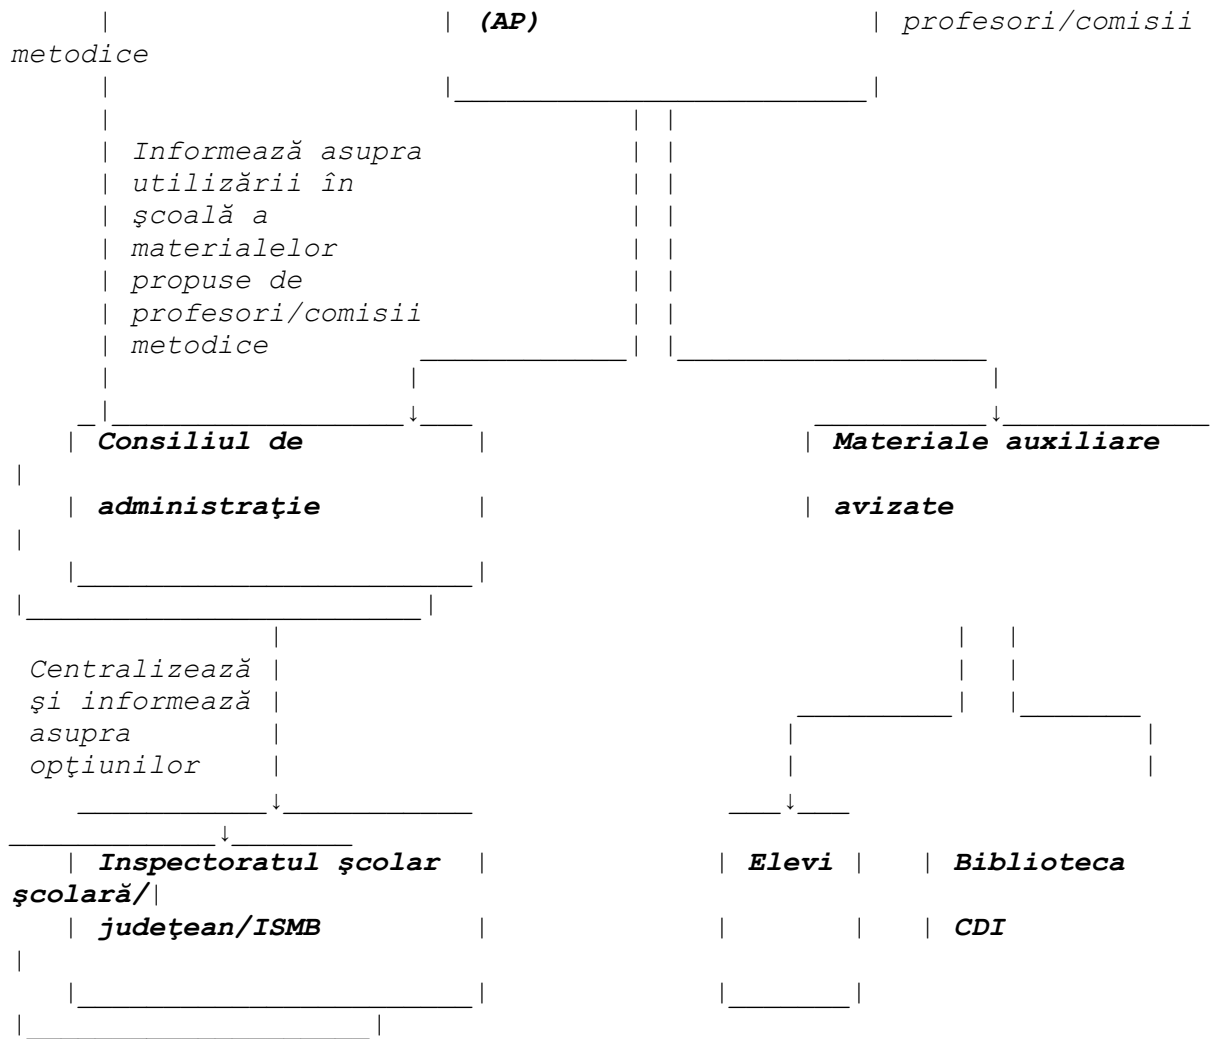 (AP) profesori/comisii
metodice
Informează asupra
utilizării în
şcoală a
materialelor
propuse de
profesori/comisii
metodice
Consiliul de Materiale auxiliare
administraţie avizate
Centralizează
şi informează
asupra
opţiunilor
Inspectoratul şcolar Elevi Biblioteca
şcolară/
judeţean/ISMB CDI